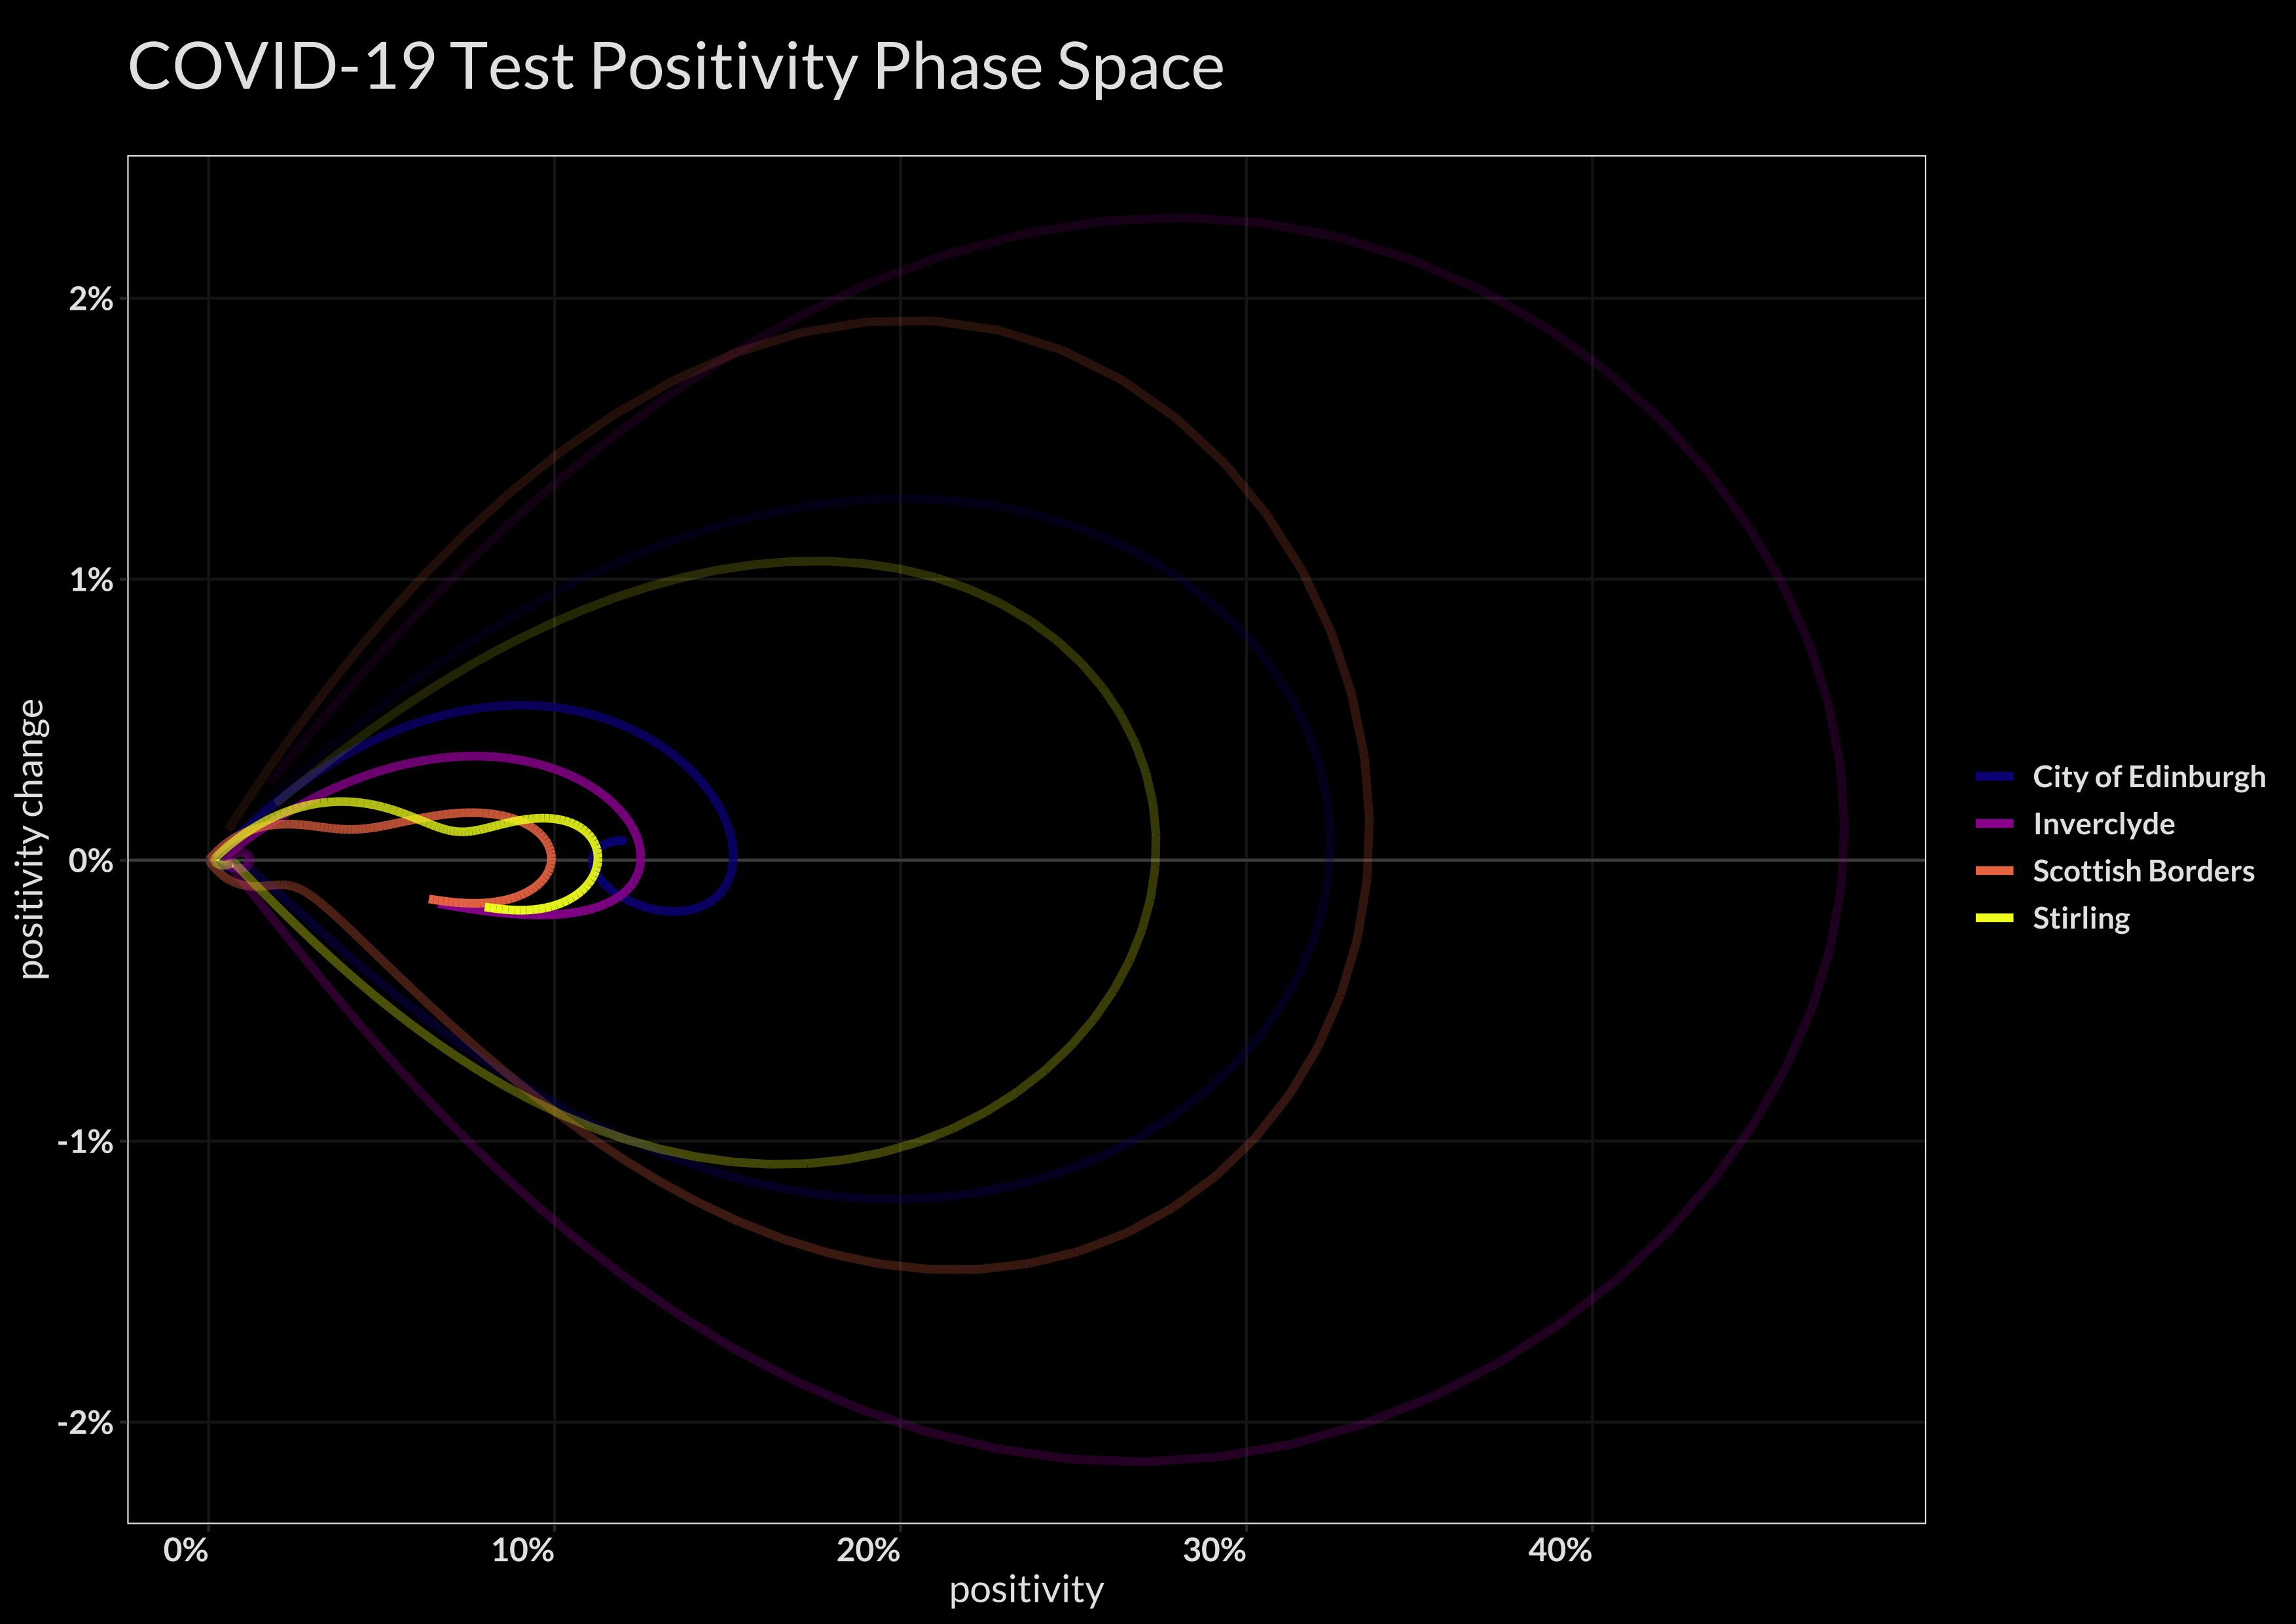 COVID-19 Test Positivity Phase Space
2%
1%
0%
-1%
-2%
positivity change
0% 10% 20% 30% 40%
positivity
City of Edinburgh
Inverclyde
Scottish Borders
Stirling